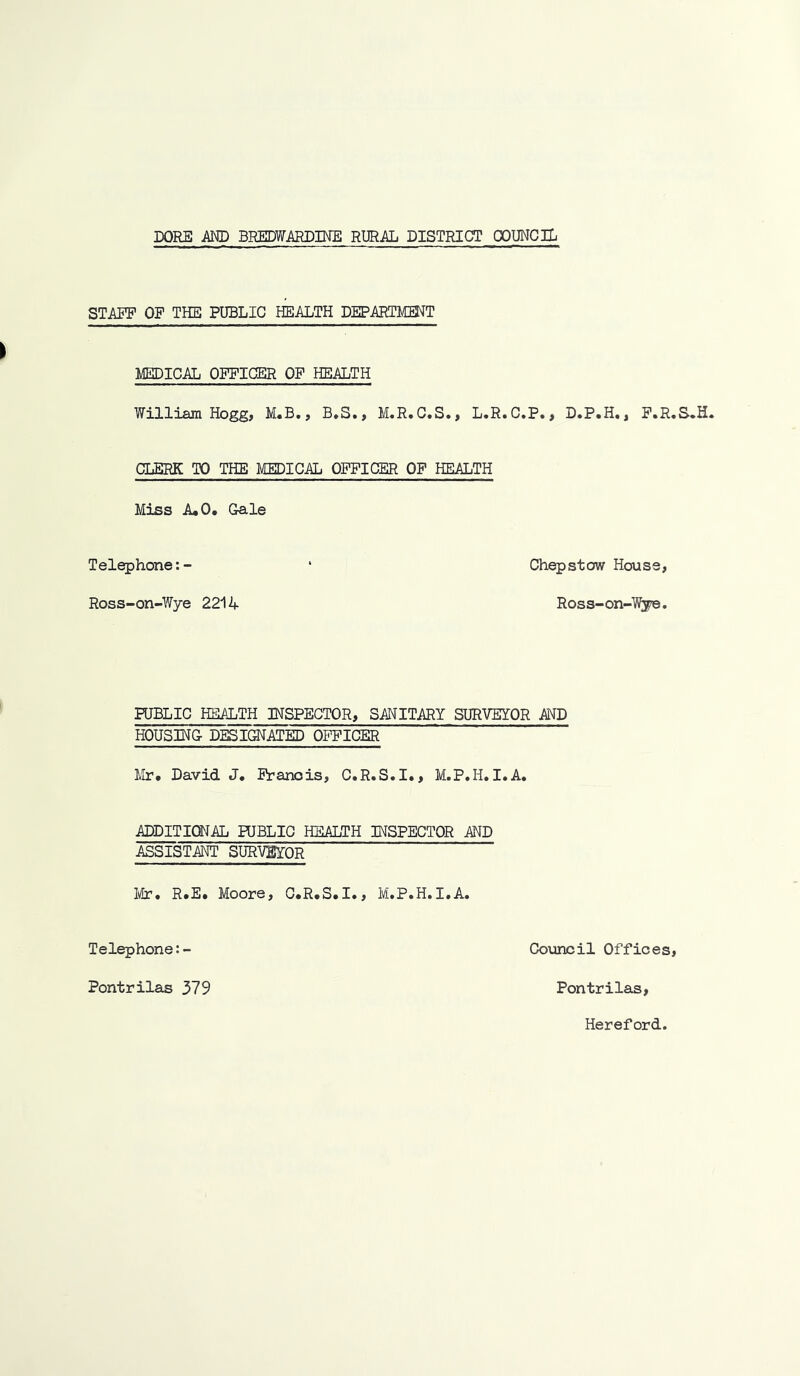 DORE AND BREDWARDINE RURAL DISTRICT COUNCIL
STAFF OF THE PUBLIC HEALTH DEPARTMENT
MEDICAL OFFICER OF HEALTH
William Hogg, M.B., B.S., M.R.C.S., L.R.C.P., D.P.H., F.R.S.H.
CLERK TO THE MEDICAL OFFICER OF HEALTH
Miss A.O. Gale
Telephone:- Chepstow House,
Ross-on-Wye 2214 Ross-on-Wye.
PUBLIC HEALTH INSPECTOR, SANITARY SURVEYOR AND
HOUSING DESIGNATED OFFICER
Mr. David J. Francis, C.R.S.I., M.P.H.I.A.
ADDITIONAL PUBLIC HEALTH INSPECTOR AND
ASSISTANT SURVEYOR
Mr. R.E. Moore, C.R.S.I., M.P.H.I.A.
Telephone:- Council Offices,
Pontrilas 379 Pontrilas,
Hereford.